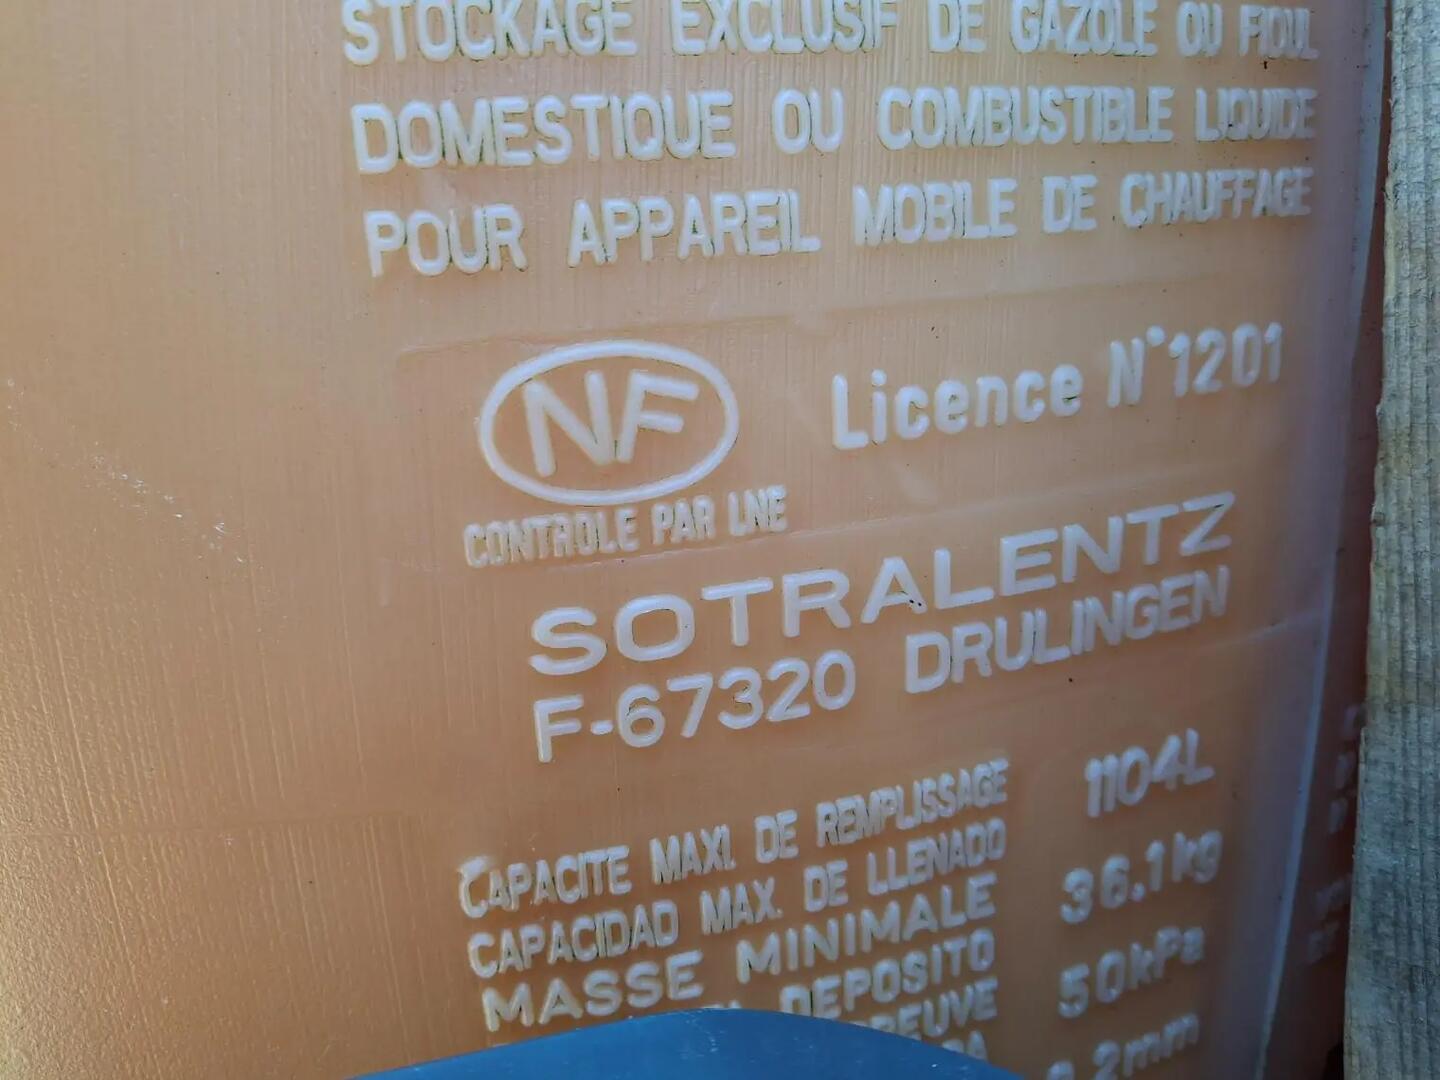 STOCKAGE EXCLUSIF DE GAZOLE OU FIOUL
DOMESTIQUE OU COMBUSTIBLE LIQUIDE
POUR APPAREIL MOBILE DE CHAUFFAGE
NF
Licence N°1201
CONTROLE PAR LNE
SOTRALENTZ
F-67320 DRULINGEN
CAPACITE MAXI. DE REMPLISSAGE 1104L
CAPACIDAD MAX. DE LLENADO
MASSE MINIMALE 36.1kg
DEPOSITO
50kPa
2mm